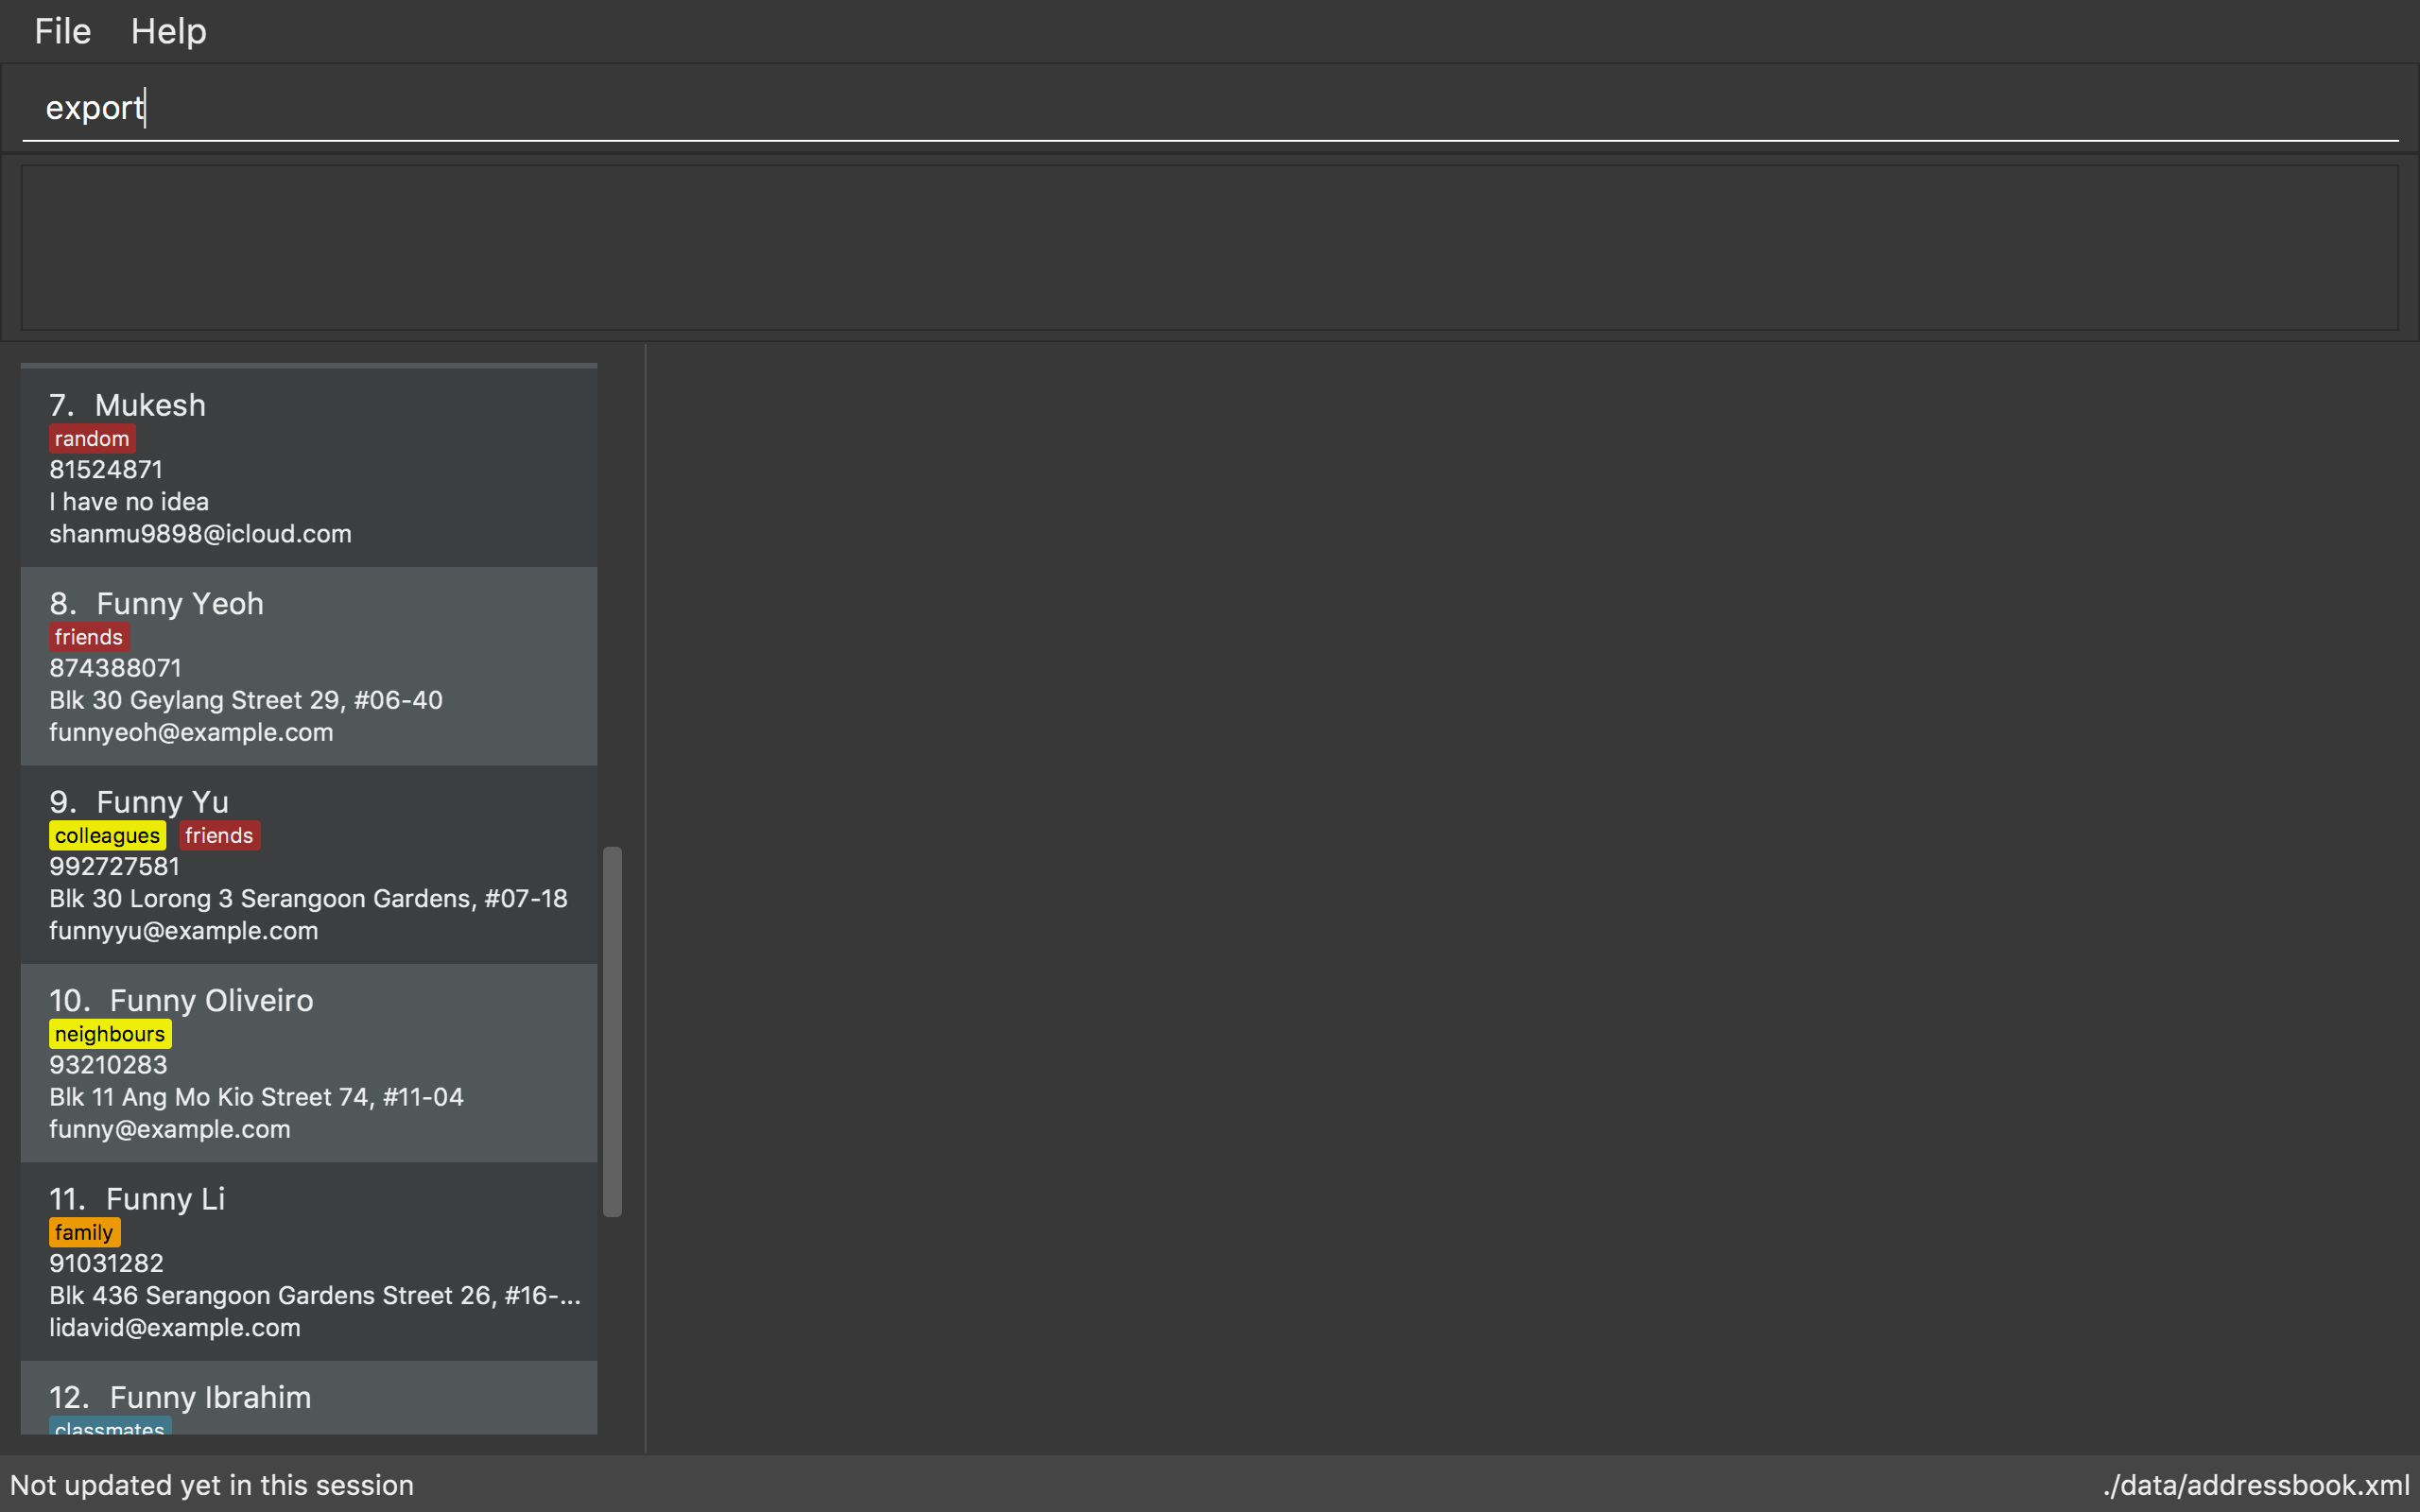 File Help
export
7. Mukesh
random
81524871
I have no idea
shanmu9898@icloud.com
8. Funny Yeoh
friends
874388071
Blk 30 Geylang Street 29, #06-40
funnyeoh@example.com
9. Funny Yu
colleagues friends
992727581
Blk 30 Lorong 3 Serangoon Gardens, #07-18
funnyyu@example.com
10. Funny Oliveiro
neighbours
93210283
Blk 11 Ang Mo Kio Street 74, #11-04
funny@example.com
11. Funny Li
family
91031282
Blk 436 Serangoon Gardens Street 26, #16-...
lidavid@example.com
12. Funny Ibrahim
classmates
Not updated yet in this session
./data/addressbook.xml